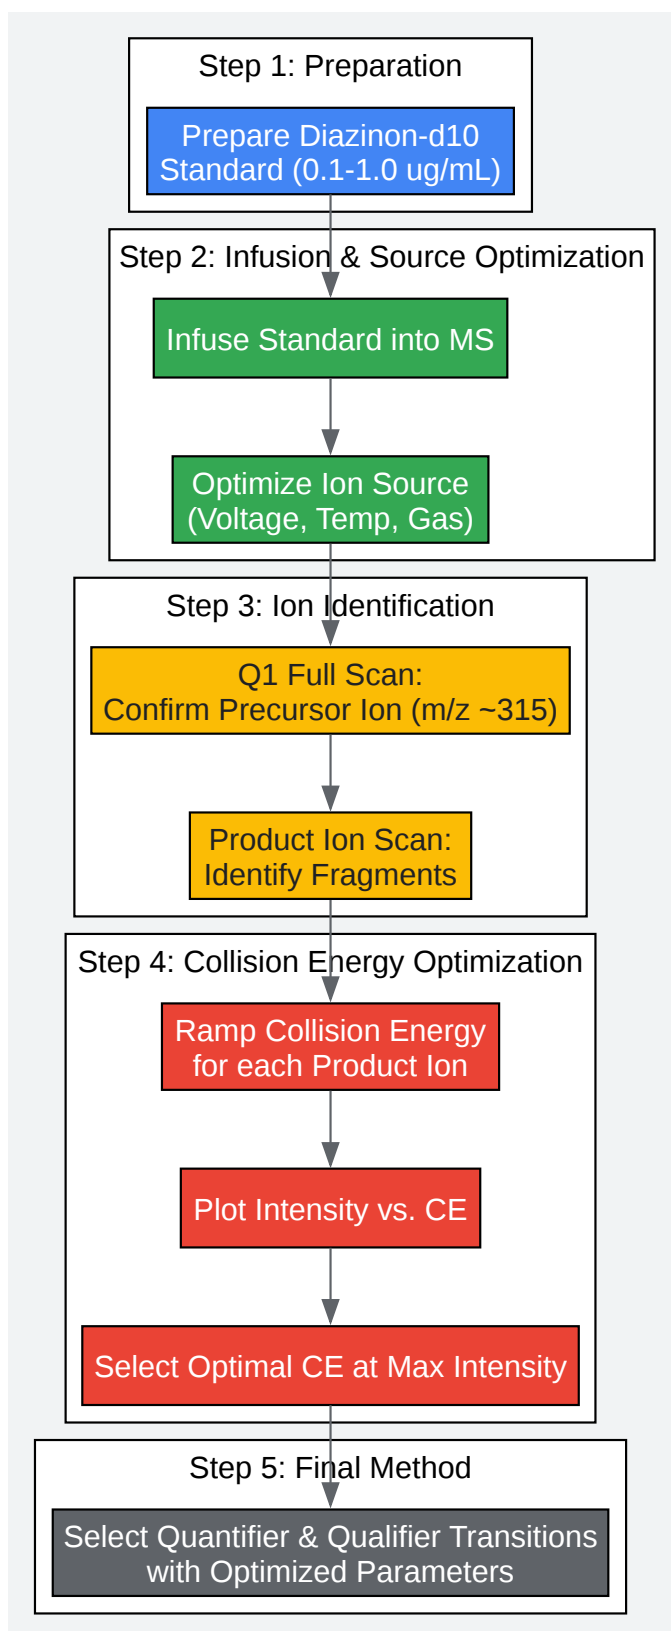 Step 1: Preparation
Prepare Diazinon-d10
Standard (0.1-1.0 ug/mL)
Step 2: Infusion & Source Optimization
Infuse Standard into MS
Optimize Ion Source
(Voltage, Temp, Gas)
Step 3: Ion Identification
Q1 Full Scan:
Confirm Precursor Ion (m/z ~315)
Product Ion Scan:
Identify Fragments
Step 4: Collision Energy Optimization
Ramp Collision Energy
for each Product Ion
Plot Intensity vs. CE
Select Optimal CE at Max Intensity
Step 5: Final Method
Select Quantifier & Qualifier Transitions
with Optimized Parameters